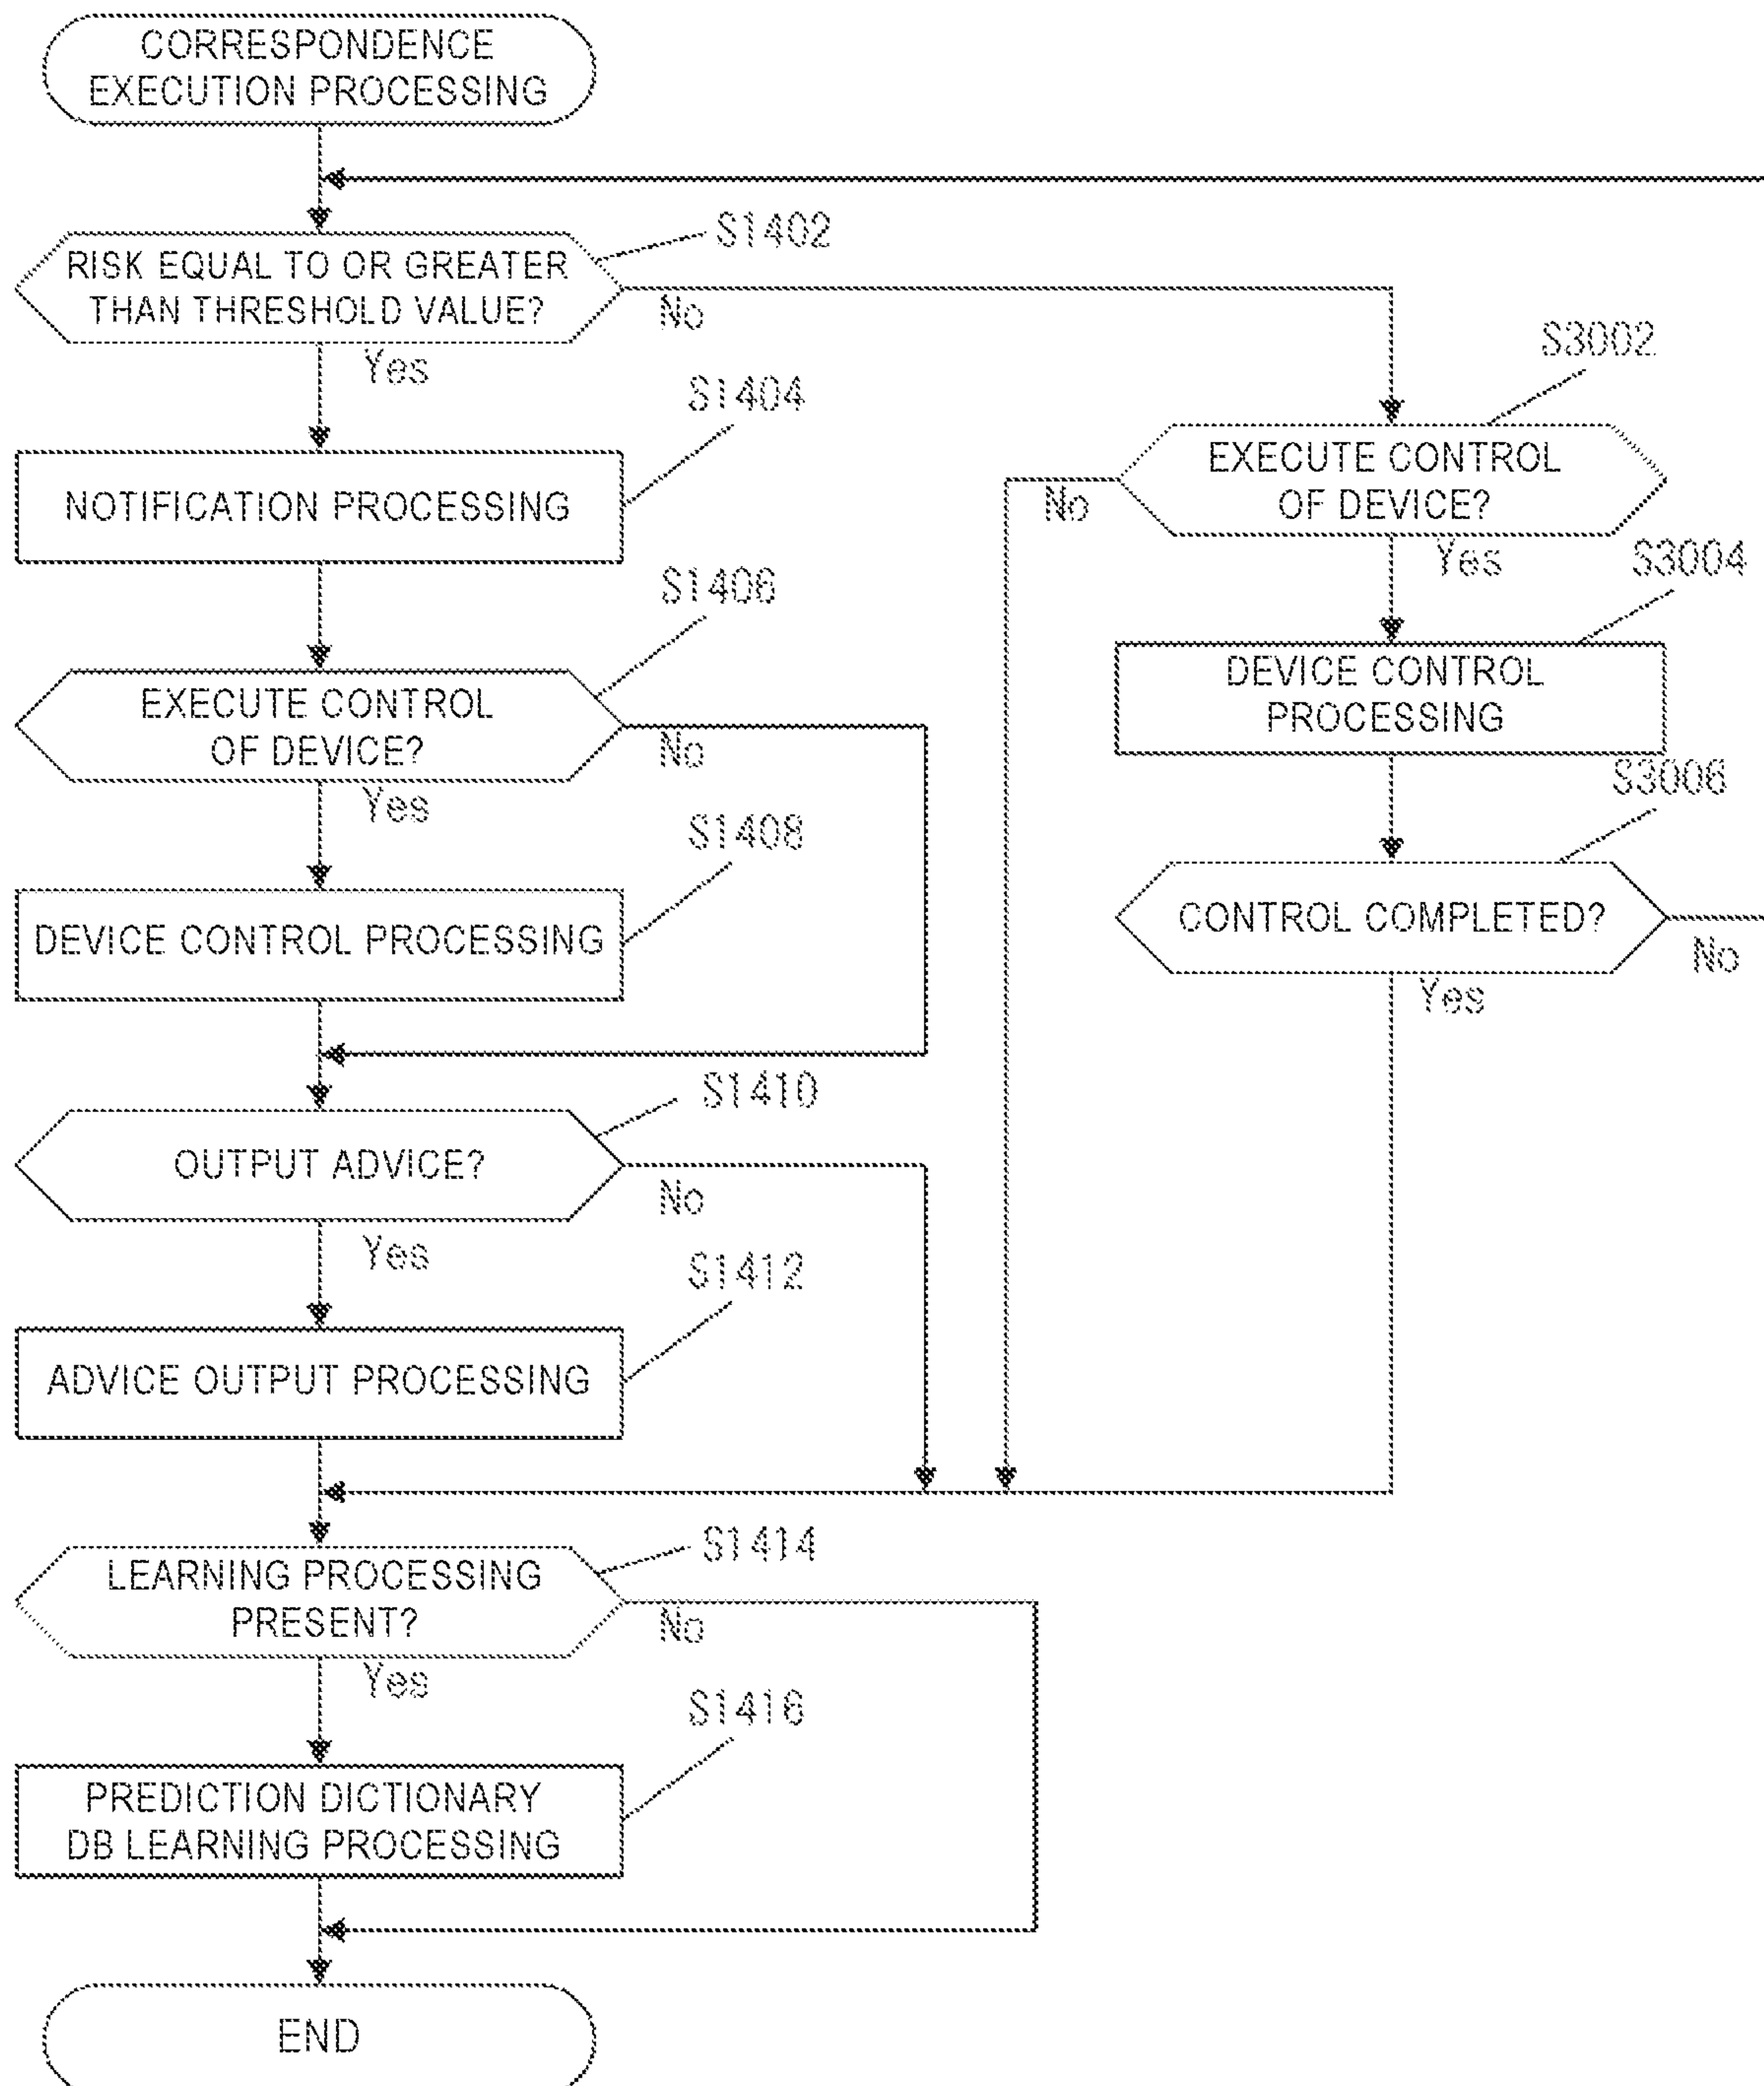 CORRESPONDENCE
EXECUTION PROCESSING
S1402
RISK EQUAL TO OR GREATER
THAN THRESHOLD VALUE?
No
Yes
S3002
EXECUTE CONTROL
OF DEVICE?
No
Yes
S1404
NOTIFICATION PROCESSING
S3004
DEVICE CONTROL
PROCESSING
S1406
EXECUTE CONTROL
OF DEVICE?
No
Yes
S3006
CONTROL COMPLETED?
No
Yes
S1408
DEVICE CONTROL PROCESSING
S1410
OUTPUT ADVICE?
No
Yes
S1412
ADVICE OUTPUT PROCESSING
S1414
LEARNING PROCESSING
PRESENT?
No
Yes
S1416
PREDICTION DICTIONARY
DB LEARNING PROCESSING
END